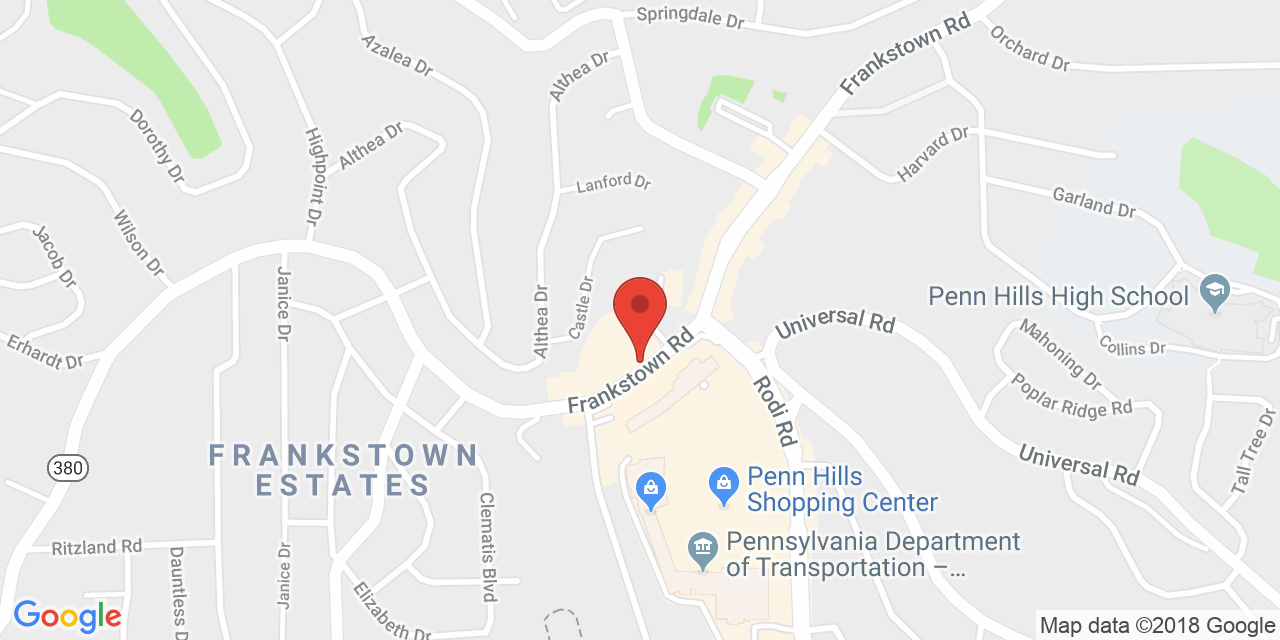 Springdale Dr
Frankstown Rd
Orchard Dr
Azalea Dr
Althea Dr
Dorothy Dr
Highpoint Dr
Althea Dr
Harvard Dr
Lanford Dr
Garland Dr
Wilson Dr
Jacob Dr
Janice Dr
Althea Dr
Castle Dr
Penn Hills High School
Universal Rd
Mahoning Dr
Collins Dr
Erhardt Dr
Frankstown Rd
Rodi Rd
Poplar Ridge Rd
Tall Tree Dr
FRANKSTOWN
ESTATES
380
Universal Rd
Penn Hills
Shopping Center
Clematis Blvd
Pennsylvania Department
of Transportation –...
Ritzland Rd
Dauntless D
Janice Dr
Elizabeth Dr
Google
Map data ©2018 Google